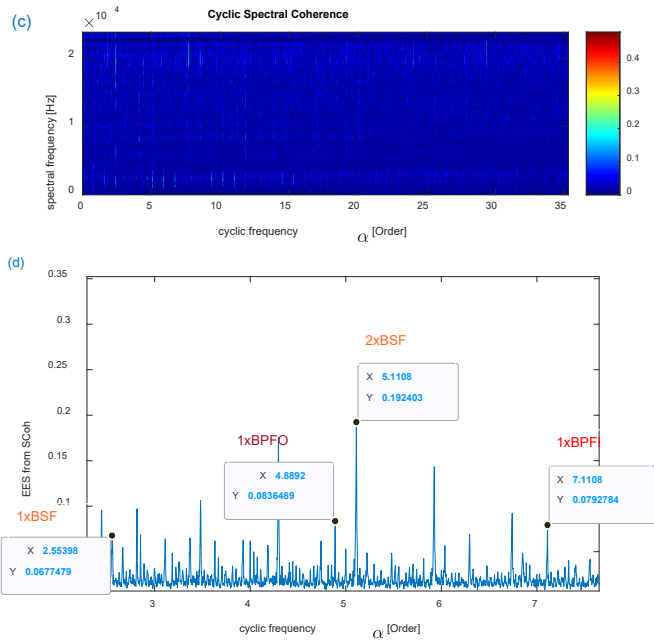 (c)
× 10 4
Cyclic Spectral Coherence
2
1
0
spectral frequency [Hz]
0 5 10 15 20 25 30 35
cyclic frequency α [Order]
0.4
0.3
0.2
0.1
0
(d)
0.35
0.3
0.25
0.2
0.15
0.1
EES from SCoh
2xBSF
X 5.1108
Y 0.192403
1xBPFO
X 4.8892
Y 0.0836489
1xBPFI
X 7.1108
Y 0.0792784
1xBSF
X 2.55398
Y 0.0677479
3 4 5 6 7
cyclic frequency α [Order]